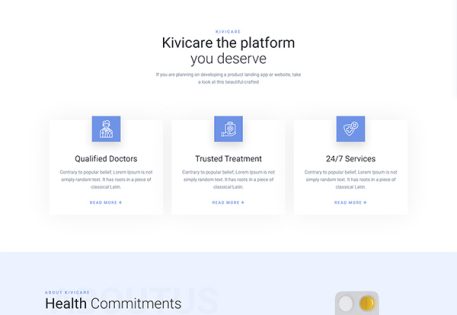 KIVICARE
Kivicare the platform
you deserve
If you are planning on developing a product landing app or website, take
a look at this beautiful-crafted
Qualified Doctors
Contrary to popular belief, Lorem Ipsum is not
simply random text. It has roots in a piece of
classical Latin.
READ MORE +
Trusted Treatment
Contrary to popular belief, Lorem Ipsum is not
simply random text. It has roots in a piece of
classical Latin.
READ MORE +
24/7 Services
Contrary to popular belief, Lorem Ipsum is not
simply random text. It has roots in a piece of
classical Latin.
READ MORE +
ABOUT KIVICARE
Health Commitments